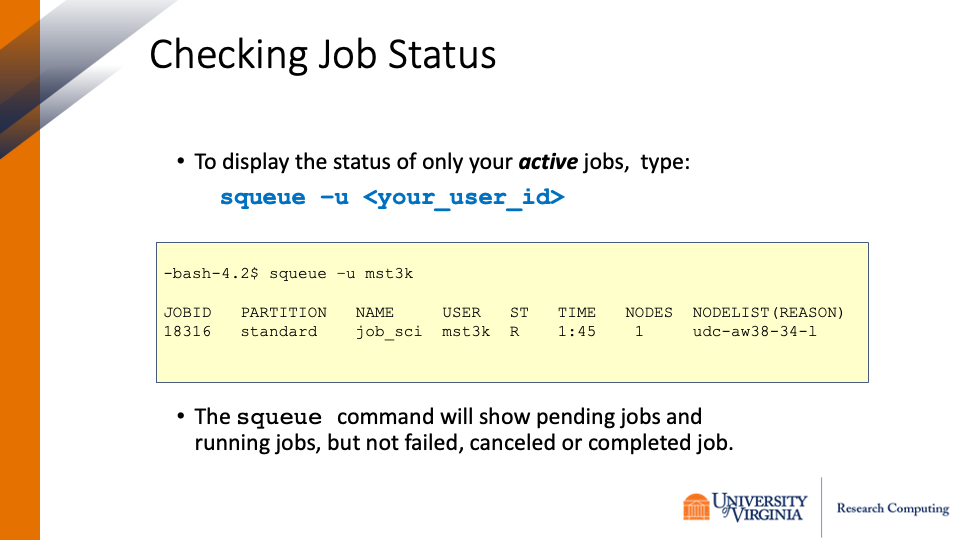 Checking Job Status
• To display the status of only your active jobs,  type:
squeue –u <your_user_id>
-bash-4.2$ squeue –u mst3k
JOBID   PARTITION   NAME     USER   ST   TIME   NODES  NODELIST(REASON)
18316   standard    job_sci  mst3k  R    1:45    1     udc-aw38-34-l
• The squeue  command will show pending jobs and
running jobs, but not failed, canceled or completed job.
UNIVERSITY
of VIRGINIA
Research Computing